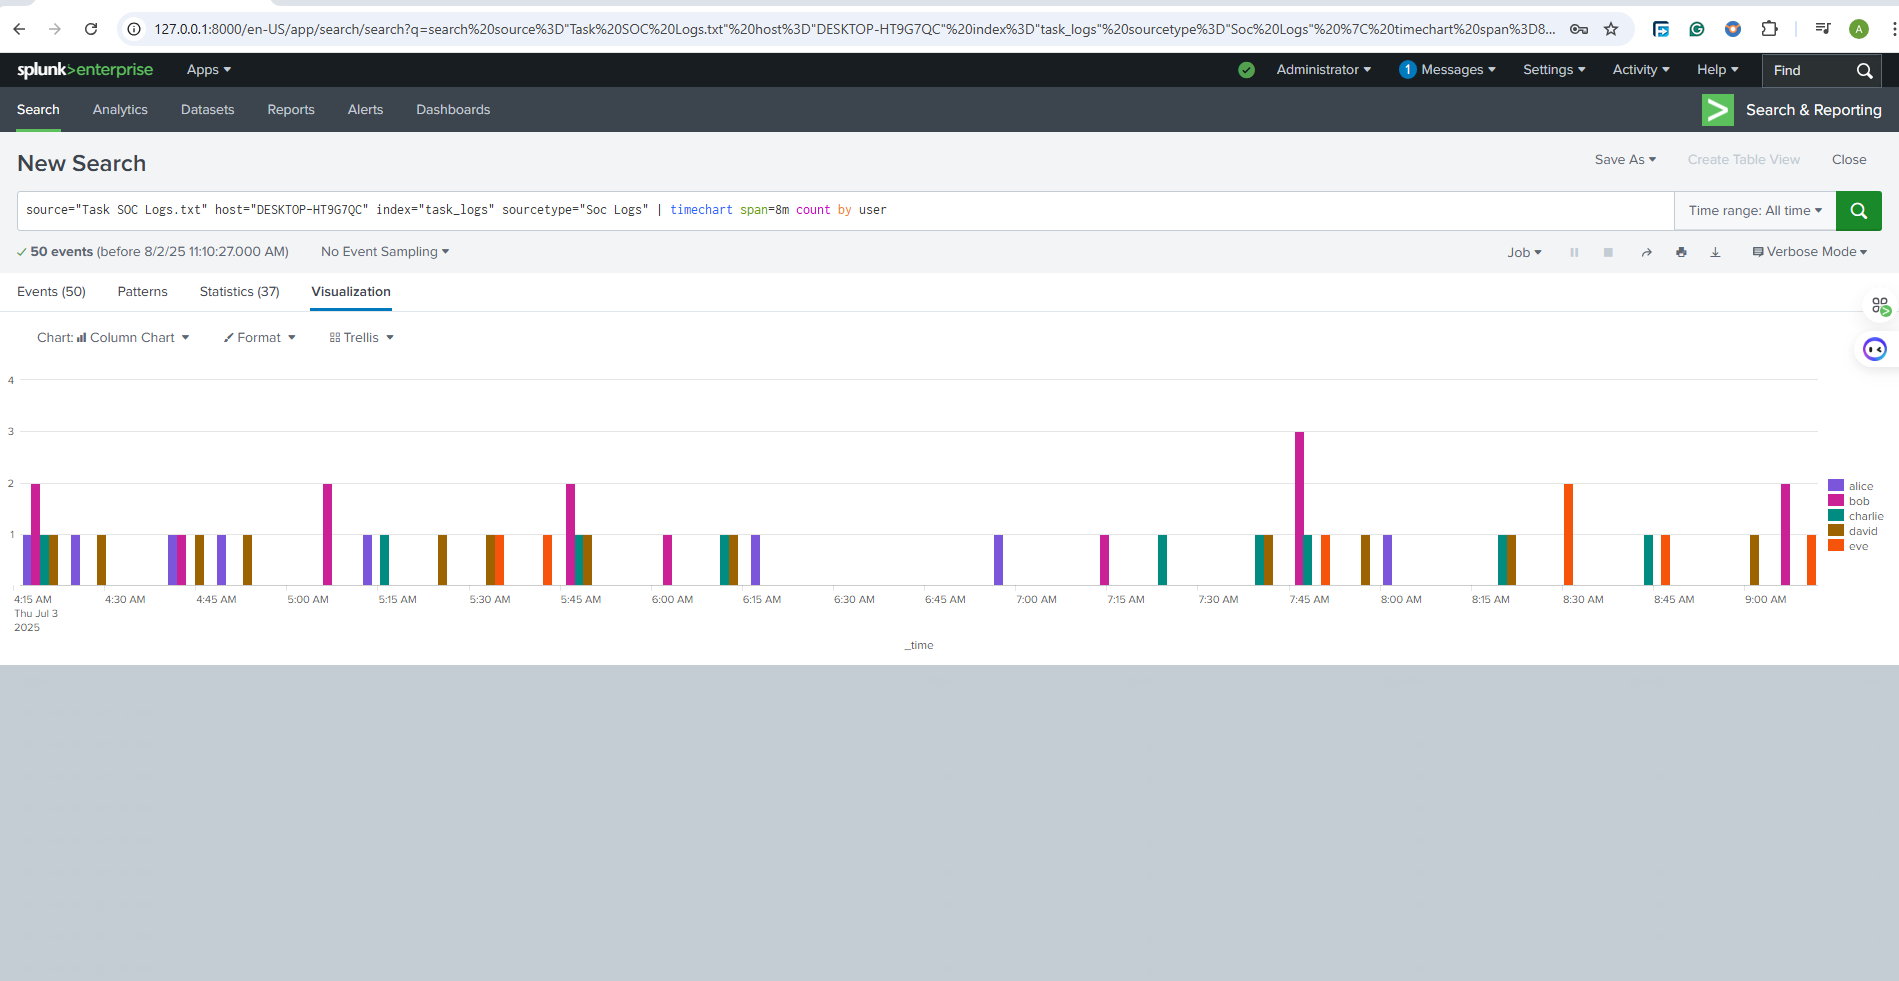 127.0.0.1:8000/en-US/app/search/search?q=search%20source%3D"Task%20SOC%20Logs.txt"%20host%3D"DESKTOP-HT9G7QC"%20index%3D"task_logs"%20sourcetype%3D"Soc%20Logs"%20%7C%20timechart%20span%3D8... A
splunk>enterprise Apps Administrator 1 Messages Settings Activity Help Find
Search Analytics Datasets Reports Alerts Dashboards > Search & Reporting
New Search Save As Create Table View Close
source="Task SOC Logs.txt" host="DESKTOP-HT9G7QC" index="task_logs" sourcetype="Soc Logs" | timechart span=8m count by user Time range: All time
50 events (before 8/2/25 11:10:27.000 AM) No Event Sampling Job Verbose Mode
Events (50) Patterns Statistics (37) Visualization
Chart: Column Chart Format Trellis
4
3
2
1
alice
bob
charlie
david
eve
4:15 AM 4:30 AM 4:45 AM 5:00 AM 5:15 AM 5:30 AM 5:45 AM 6:00 AM 6:15 AM 6:30 AM 6:45 AM 7:00 AM 7:15 AM 7:30 AM 7:45 AM 8:00 AM 8:15 AM 8:30 AM 8:45 AM 9:00 AM
Thu Jul 3
2025
_time